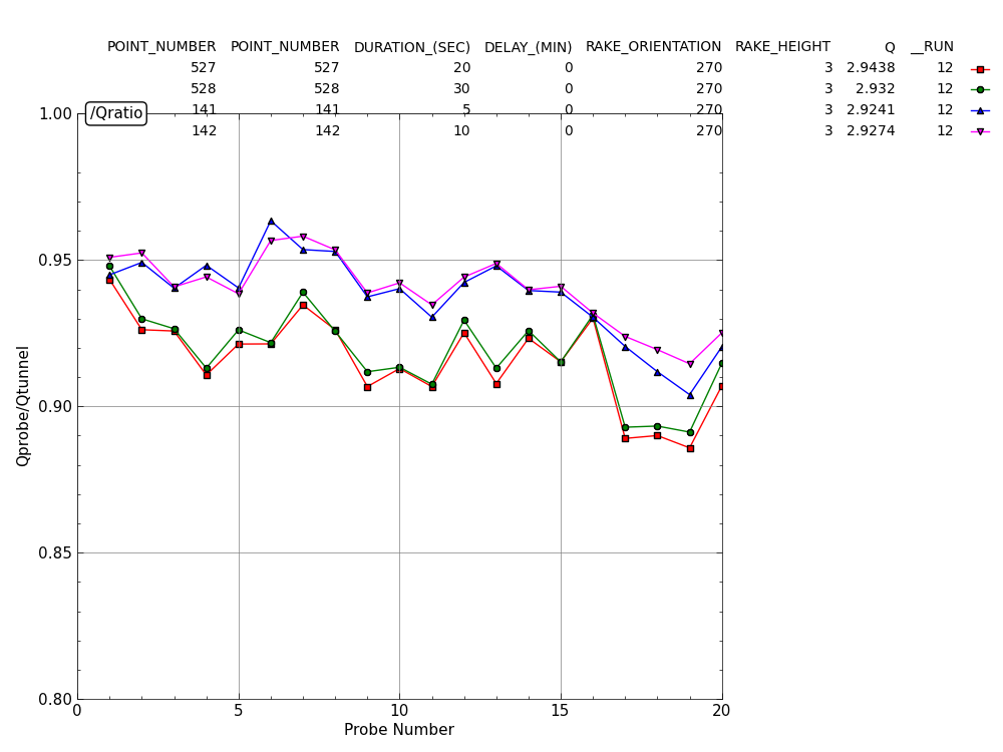 POINT_NUMBER POINT_NUMBER DURATION_(SEC) DELAY_(MIN) RAKE_ORIENTATION RAKE_HEIGHT Q __RUN
527 527 20 0 270 3 2.9438 12
528 528 30 0 270 3 2.932 12
141 141 5 0 270 3 2.9241 12
142 142 10 0 270 3 2.9274 12
/Qratio
1.00
0.95
0.90
0.85
0.80
Qprobe/Qtunnel
0 5 10 15 20
Probe Number